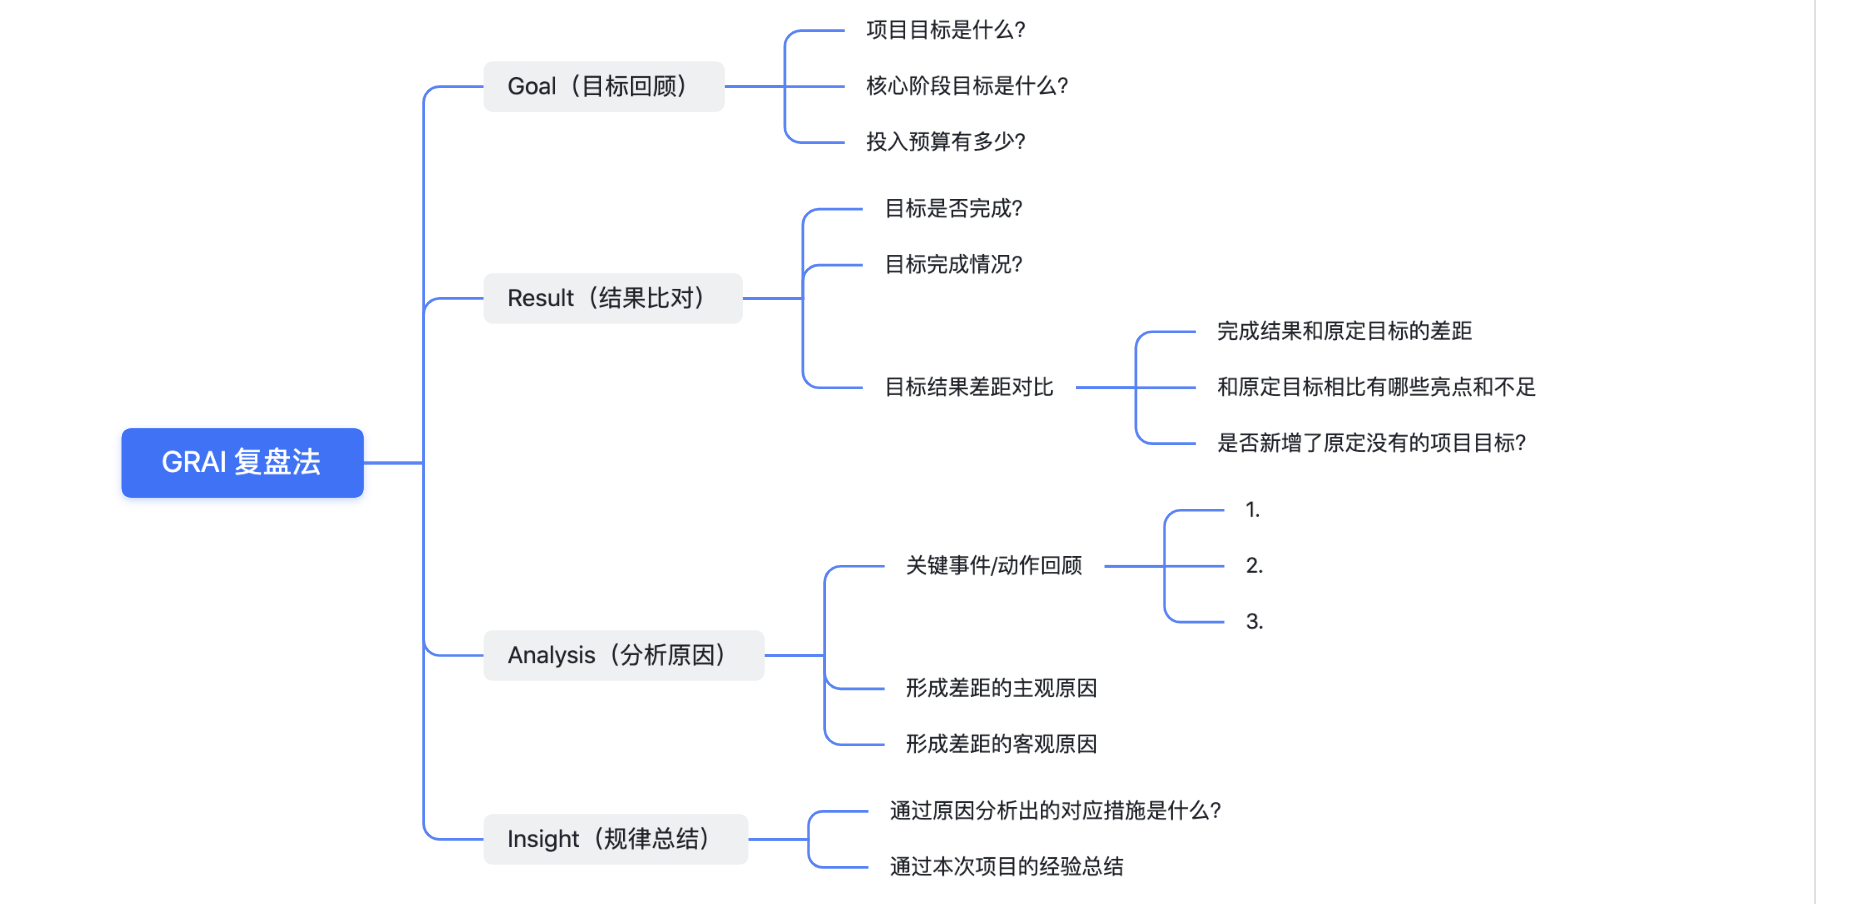 GRAI 复盘法
Goal（目标回顾）
项目目标是什么?
核心阶段目标是什么?
投入预算有多少?
Result（结果比对）
目标是否完成?
目标完成情况?
目标结果差距对比
完成结果和原定目标的差距
和原定目标相比有哪些亮点和不足
是否新增了原定没有的项目目标?
Analysis（分析原因）
关键事件/动作回顾
1.
2.
3.
形成差距的主观原因
形成差距的客观原因
Insight（规律总结）
通过原因分析出的对应措施是什么?
通过本次项目的经验总结